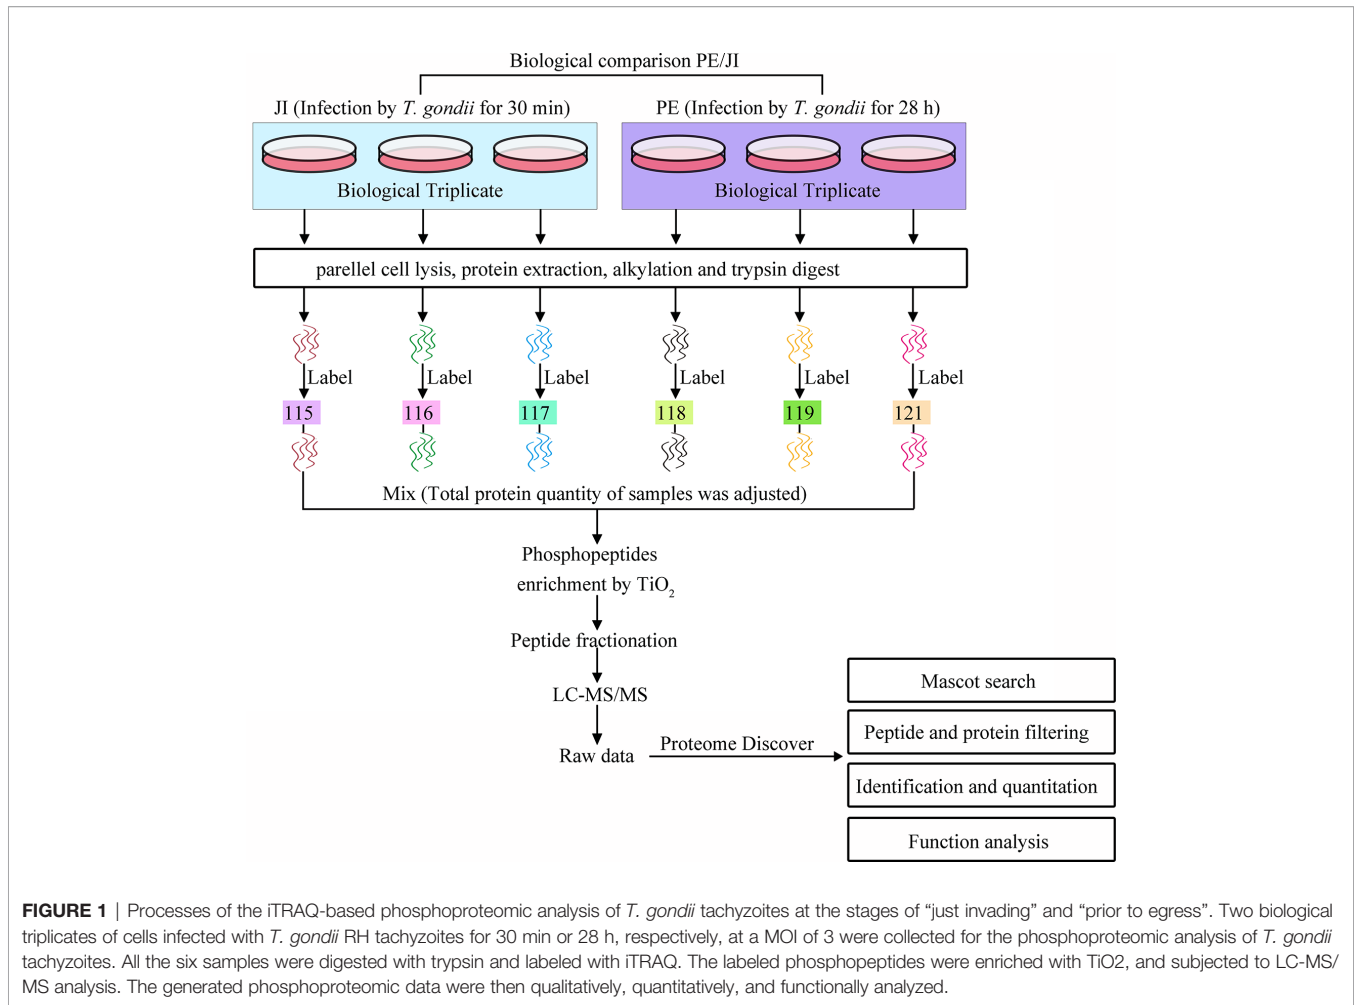 Biological comparison PE/JI
JI (Infection by T. gondii for 30 min)
PE (Infection by T. gondii for 28 h)
Biological Triplicate
Biological Triplicate
parellel cell lysis, protein extraction, alkylation and trypsin digest
Label Label Label Label Label Label
115 116 117 118 119 121
Mix (Total protein quantity of samples was adjusted)
Phosphopeptides
enrichment by TiO2
Peptide fractionation
LC-MS/MS
Raw data
Proteome Discover
Mascot search
Peptide and protein filtering
Identification and quantitation
Function analysis
FIGURE 1 | Processes of the iTRAQ-based phosphoproteomic analysis of T. gondii tachyzoites at the stages of “just invading” and “prior to egress”. Two biological
triplicates of cells infected with T. gondii RH tachyzoites for 30 min or 28 h, respectively, at a MOI of 3 were collected for the phosphoproteomic analysis of T. gondii
tachyzoites. All the six samples were digested with trypsin and labeled with iTRAQ. The labeled phosphopeptides were enriched with TiO2, and subjected to LC-MS/
MS analysis. The generated phosphoproteomic data were then qualitatively, quantitatively, and functionally analyzed.